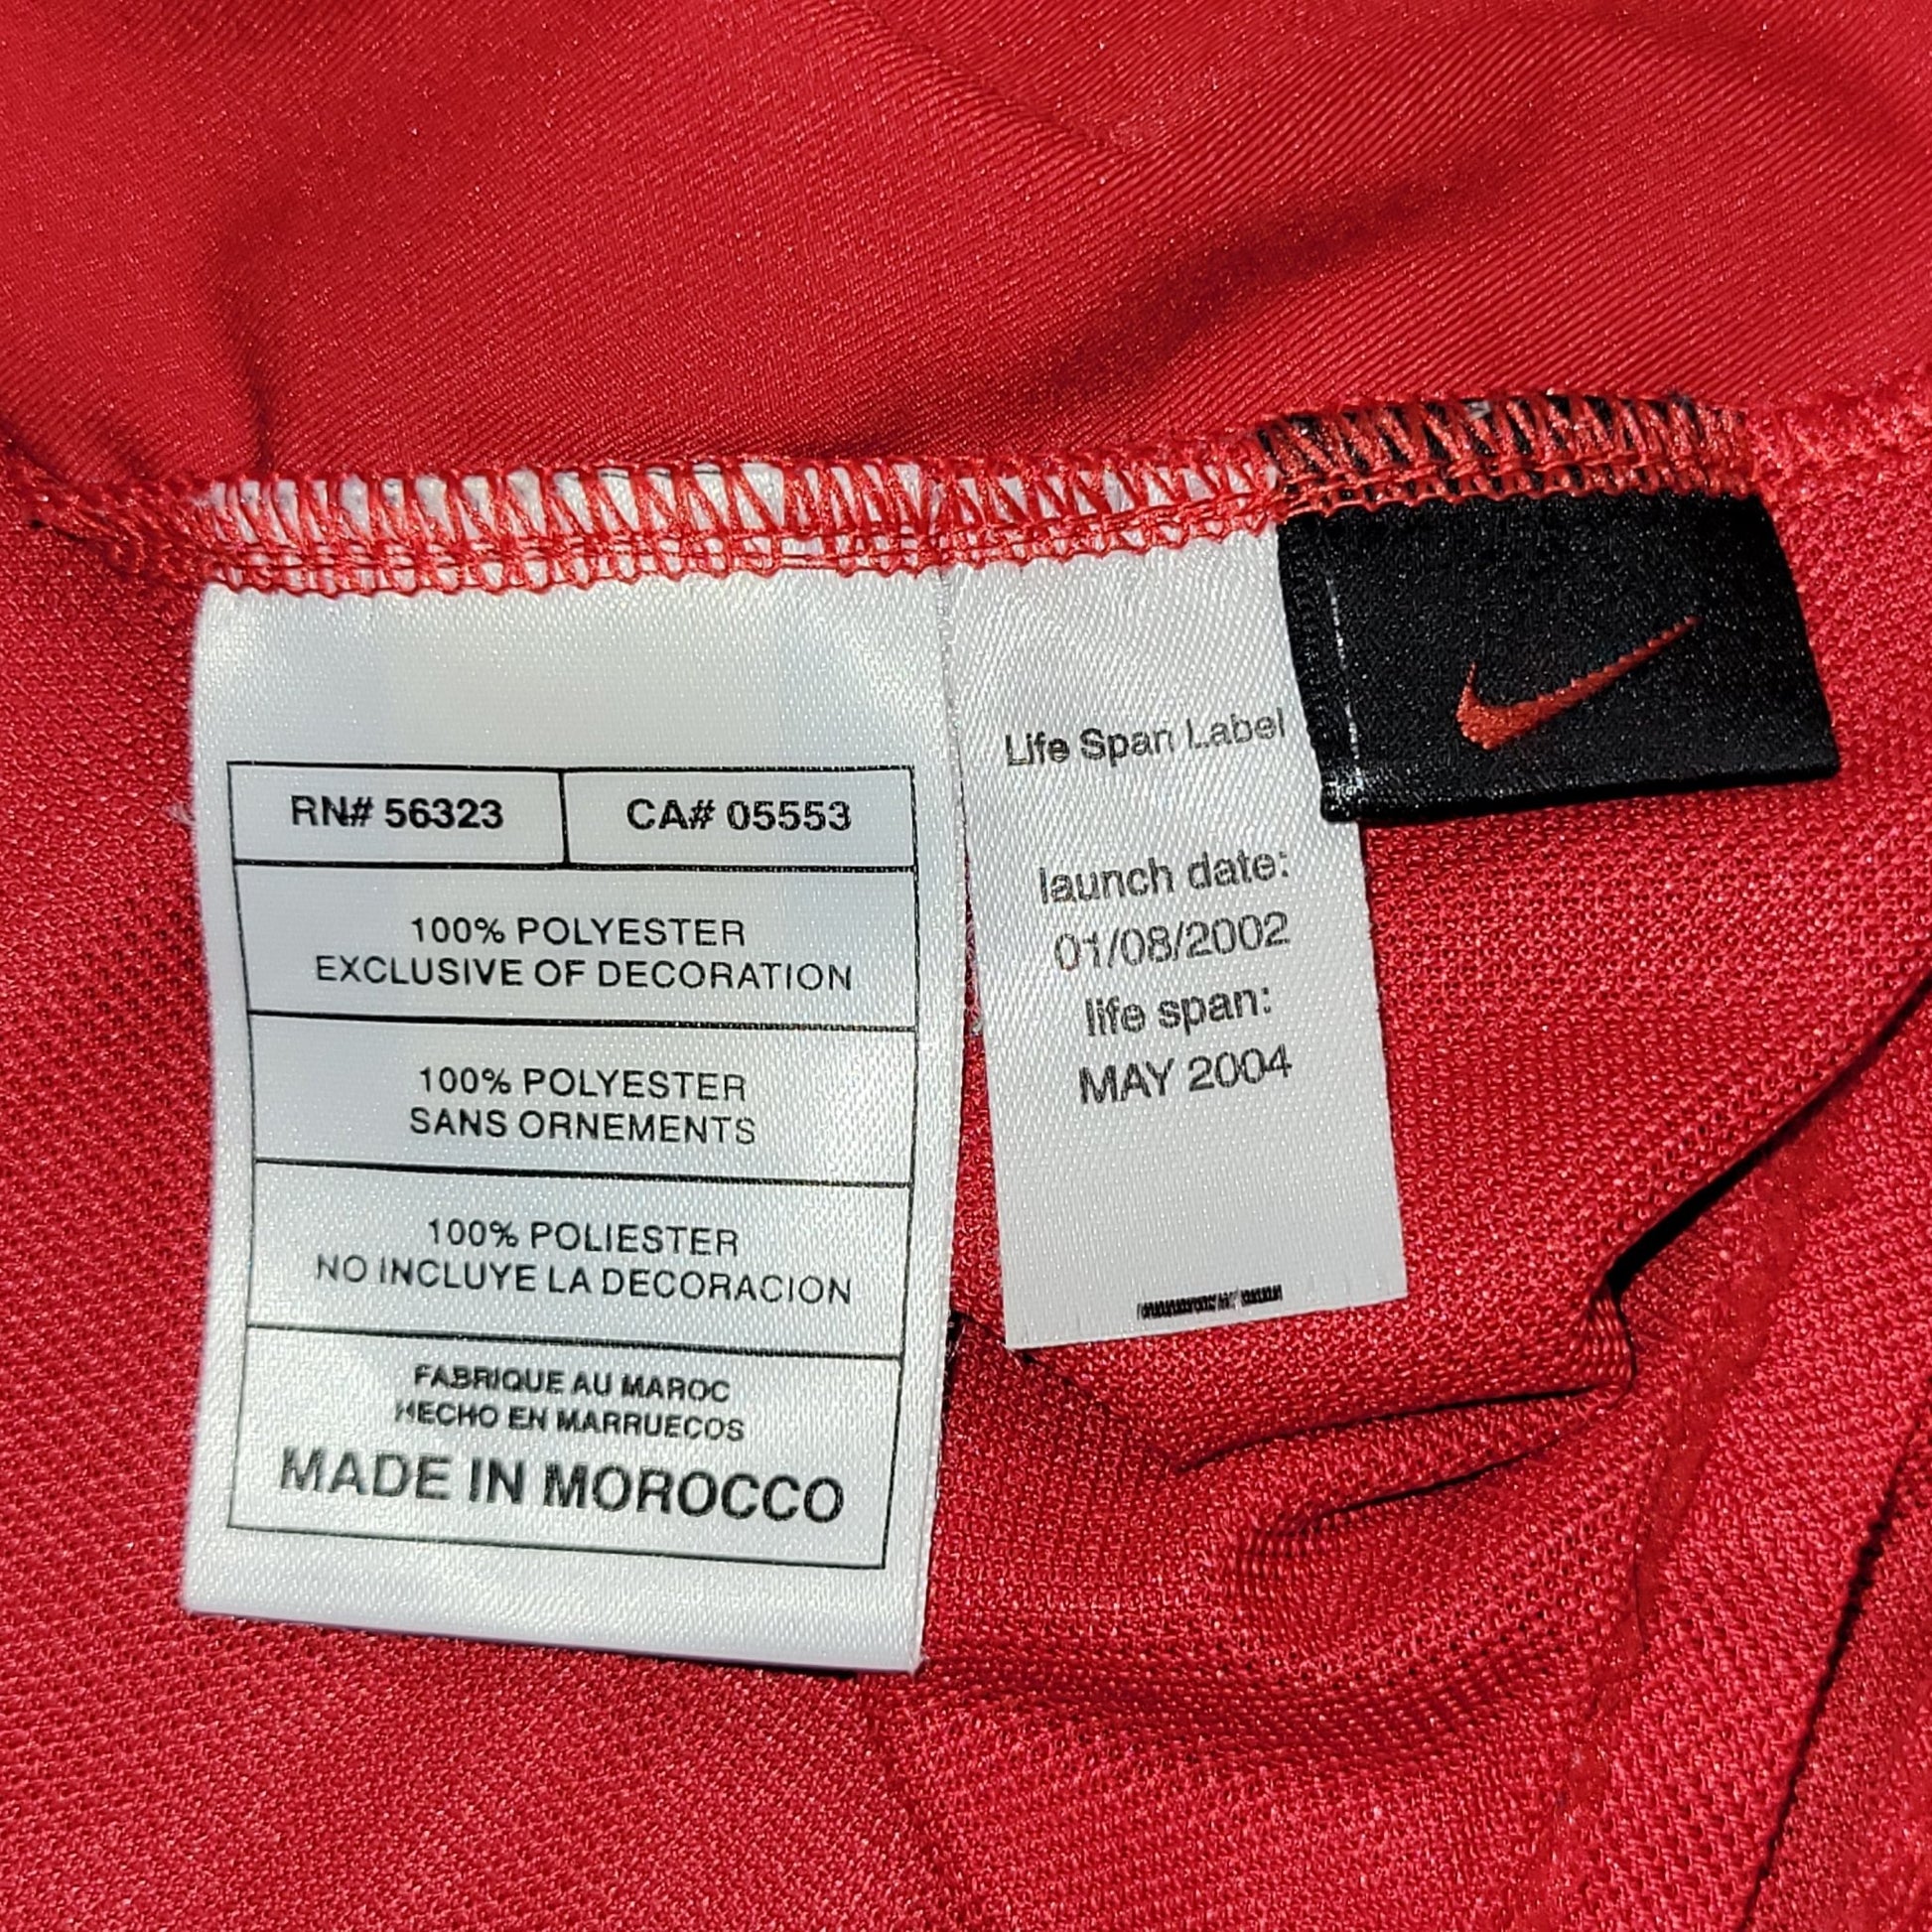 RN# 56323
CA# 05553
100% POLYESTER
EXCLUSIVE OF DECORATION
100% POLYESTER
SANS ORNEMENTS
100% POLIESTER
NO INCLUYE LA DECORACION
FABRIQUE AU MAROC
HECHO EN MARRUECOS
MADE IN MOROCCO
Life Span Label
launch date:
01/08/2002
life span:
MAY 2004